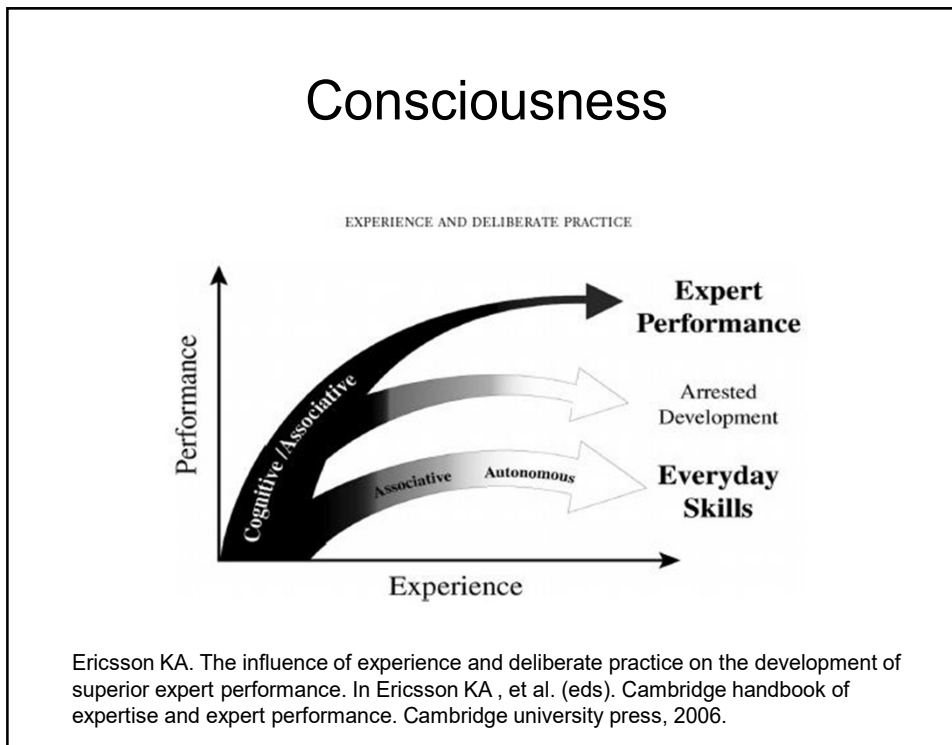 Consciousness
EXPERIENCE AND DELIBERATE PRACTICE
Performance
Cognitive /Associative
Expert
Performance
Arrested
Development
Associative
Autonomous
Everyday
Skills
Experience
Ericsson KA. The influence of experience and deliberate practice on the development of
superior expert performance. In Ericsson KA , et al. (eds). Cambridge handbook of
expertise and expert performance. Cambridge university press, 2006.